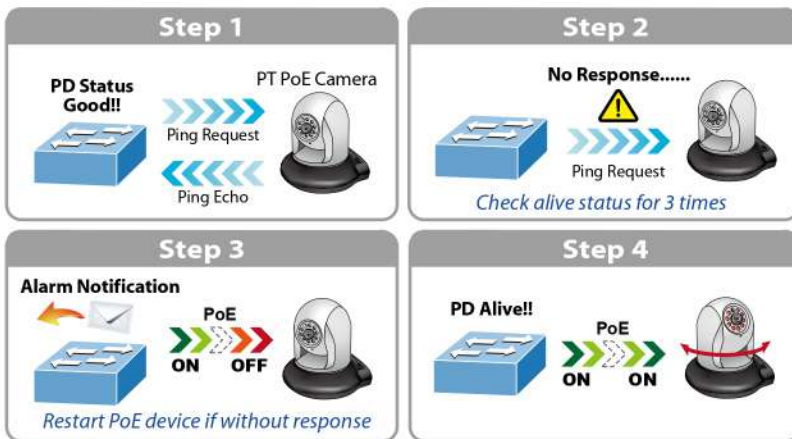 Step 1
PD Status
Good!!
PT PoE Camera
Ping Request
Ping Echo
Step 2
No Response......
Ping Request
Check alive status for 3 times
Step 3
Alarm Notification
PoE
ON
OFF
Restart PoE device if without response
Step 4
PD Alive!!
PoE
ON
ON